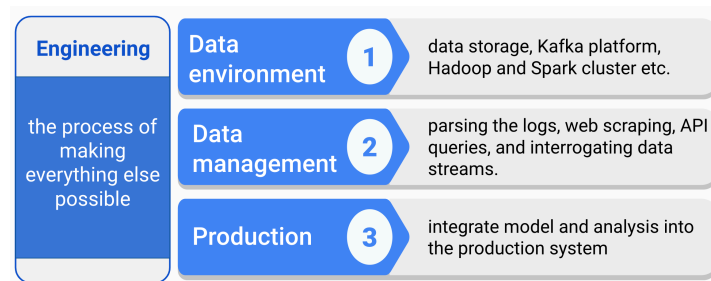 Engineering
the process of
making
everything else
possible
Data
environment
1
data storage, Kafka platform,
Hadoop and Spark cluster etc.
Data
management
2
parsing the logs, web scraping, API
queries, and interrogating data
streams.
Production
3
integrate model and analysis into
the production system